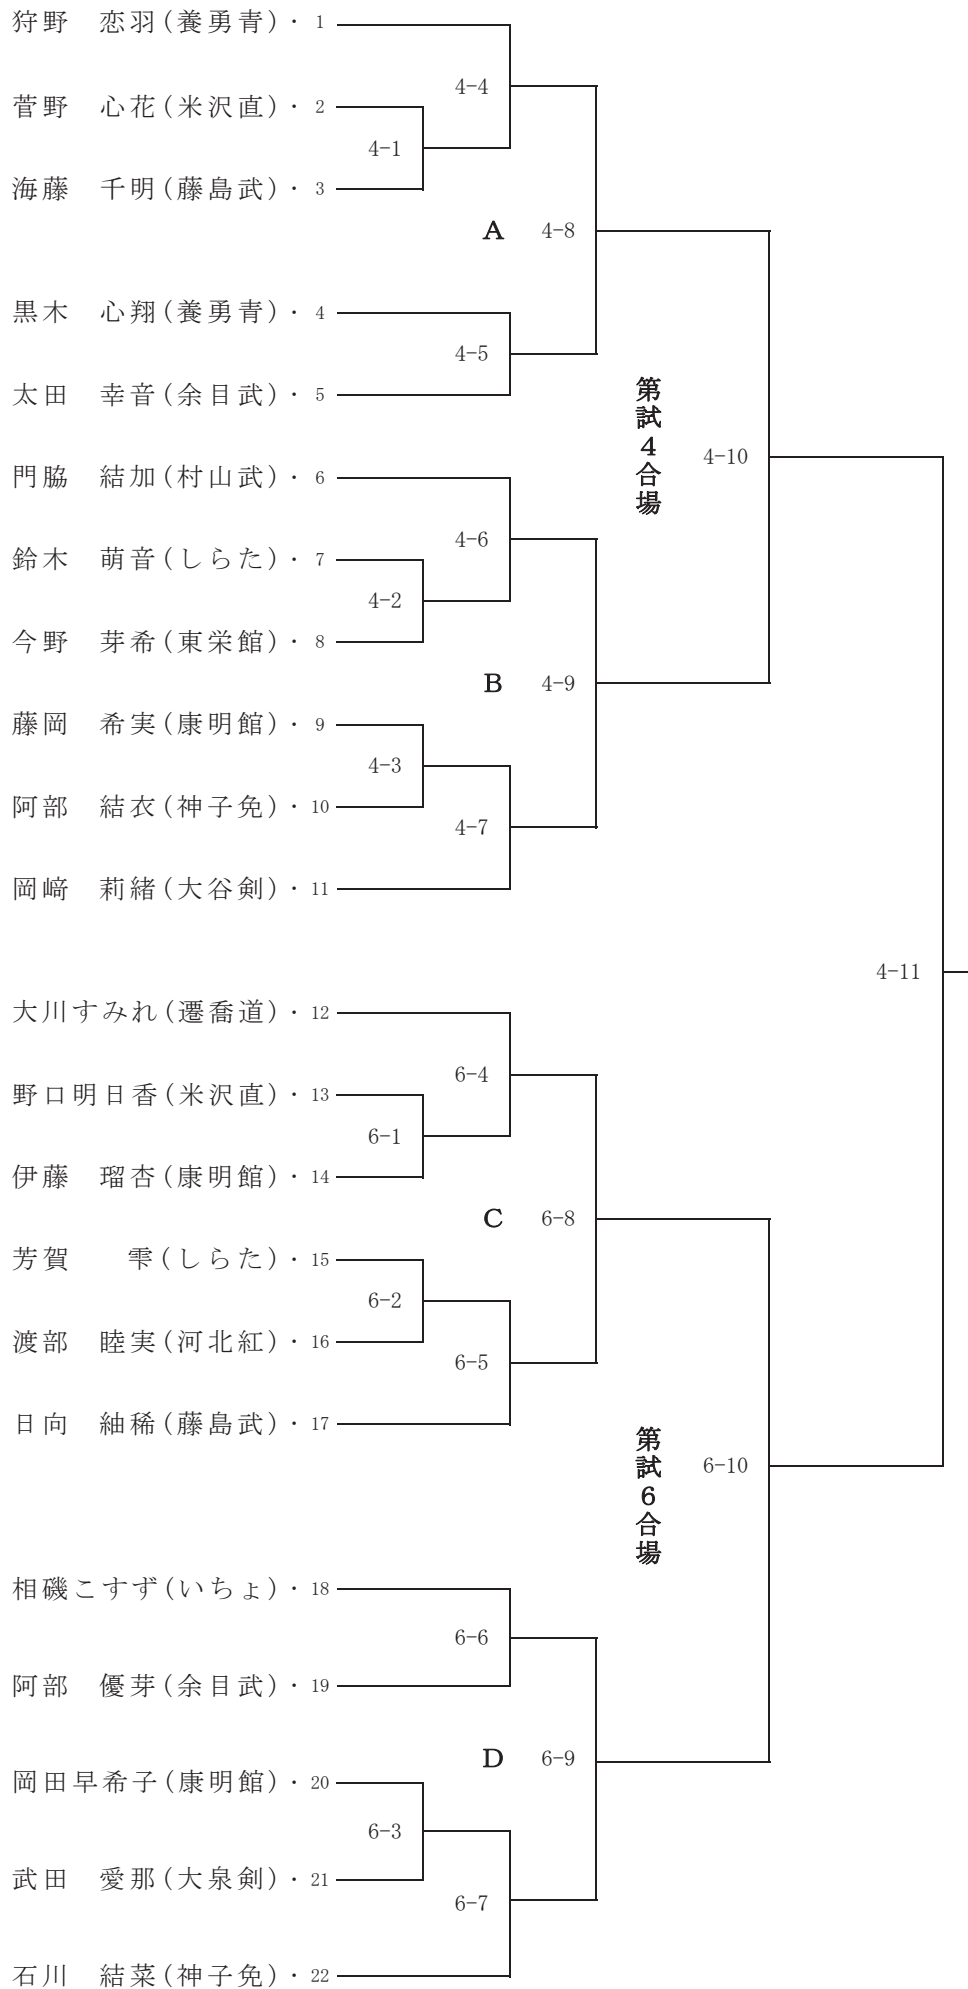 狩野　恋羽(養勇青)・ 1
4-4
菅野　心花(米沢直)・ 2
4-1
海藤　千明(藤島武)・ 3
A 4-8
黒木　心翔(養勇青)・ 4
4-5
太田　幸音(余目武)・ 5
第試4合場
4-10
門脇　結加(村山武)・ 6
4-6
鈴木　萌音(しらた)・ 7
4-2
今野　芽希(東栄館)・ 8
B 4-9
藤岡　希実(康明館)・ 9
4-3
阿部　結衣(神子免)・ 10
4-7
岡﨑　莉緒(大谷剣)・ 11
4-11
大川すみれ(遷喬道)・ 12
6-4
野口明日香(米沢直)・ 13
6-1
伊藤　瑠杏(康明館)・ 14
C 6-8
芳賀　　雫(しらた)・ 15
6-2
渡部　睦実(河北紅)・ 16
6-5
日向　紬稀(藤島武)・ 17
第試6合場
6-10
相磯こすず(いちょ)・ 18
6-6
阿部　優芽(余目武)・ 19
D 6-9
岡田早希子(康明館)・ 20
6-3
武田　愛那(大泉剣)・ 21
6-7
石川　結菜(神子免)・ 22